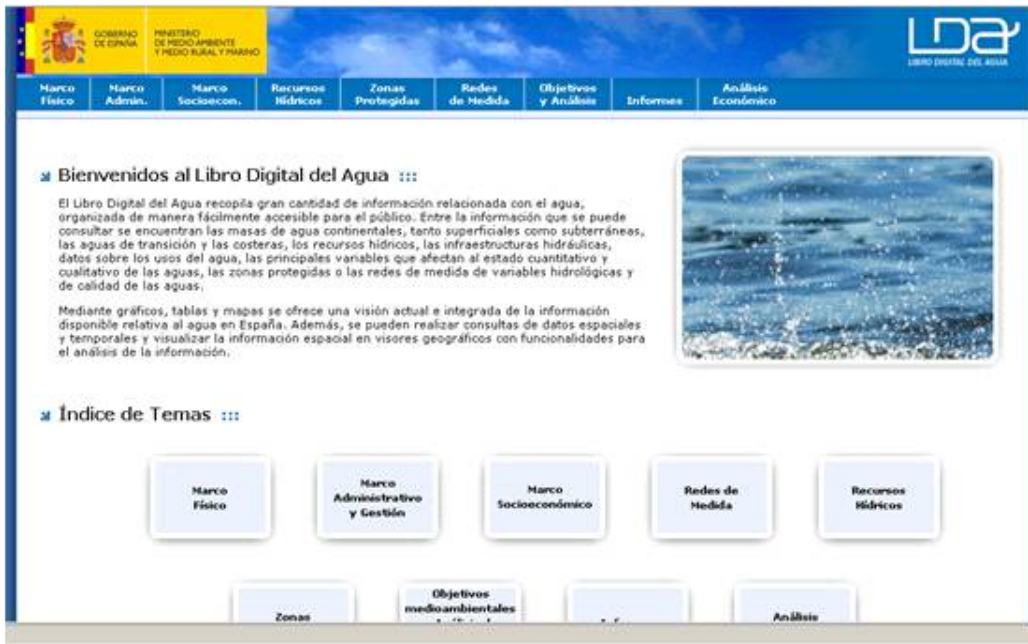 GOBIERNO
DE ESPAÑA
MINISTERIO
DE MEDIO AMBIENTE
Y MEDIO RURAL Y MARINO
LDa
LIBRO DIGITAL DEL AGUA
Marco
Físico
Marco
Admin.
Marco
Socioecon.
Recursos
Hídricos
Zonas
Protegidas
Redes
de Medida
Objetivos
y Análisis
Informes
Análisis
Económico
Bienvenidos al Libro Digital del Agua
El Libro Digital del Agua recopila gran cantidad de información relacionada con el agua,
organizada de manera fácilmente accesible para el público. Entre la información que se puede
consultar se encuentran las masas de agua continentales, tanto superficiales como subterráneas,
las aguas de transición y las costeras, los recursos hídricos, las infraestructuras hidráulicas,
datos sobre los usos del agua, las principales variables que afectan al estado cuantitativo y
cualitativo de las aguas, las zonas protegidas o las redes de medida de variables hidrológicas y
de calidad de las aguas.
Mediante gráficos, tablas y mapas se ofrece una visión actual e integrada de la información
disponible relativa al agua en España. Además, se pueden realizar consultas de datos espaciales
y temporales y visualizar la información espacial en visores geográficos con funcionalidades para
el análisis de la información.
Índice de Temas
Marco
Físico
Marco
Administrativo
y Gestión
Marco
Socioeconómico
Redes de
Medida
Recursos
Hídricos
Zonas
Objetivos
medioambientales
Análisis